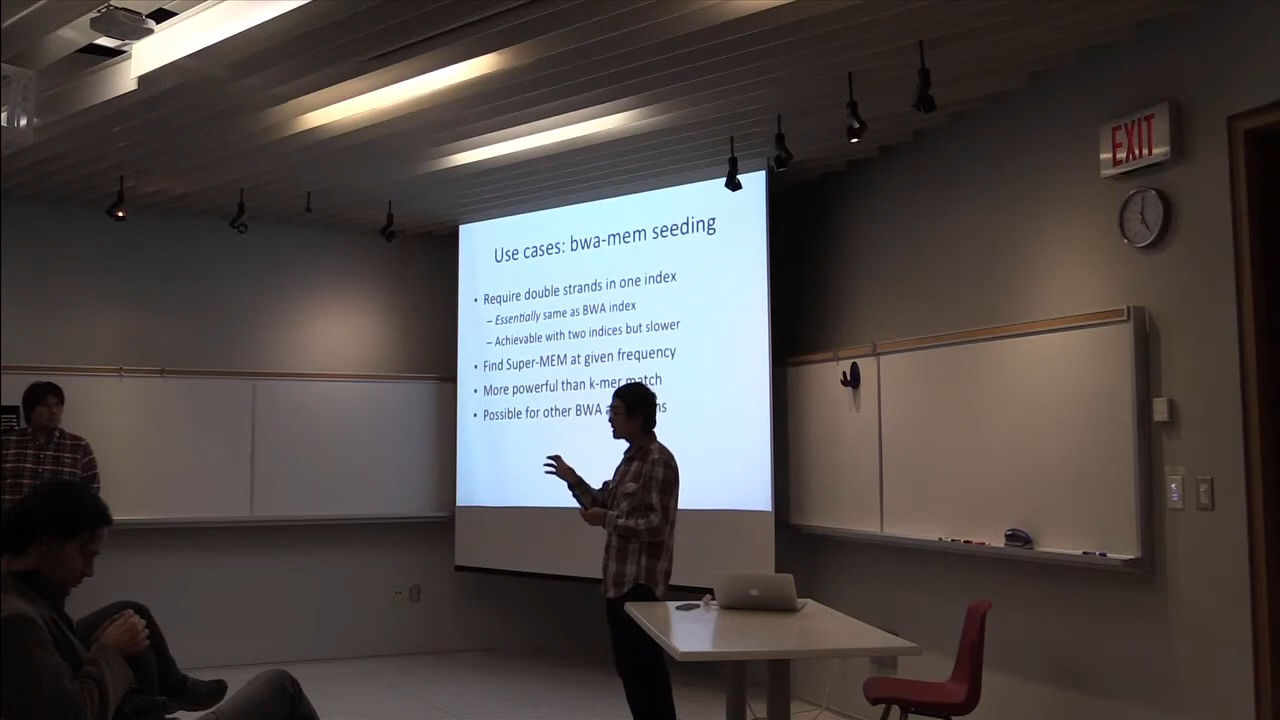 EXIT
Use cases: bwa-mem seeding
• Require double strands in one index
– Essentially same as BWA index
– Achievable with two indices but slower
• Find Super-MEM at given frequency
• More powerful than k-mer match
• Possible for other BWA